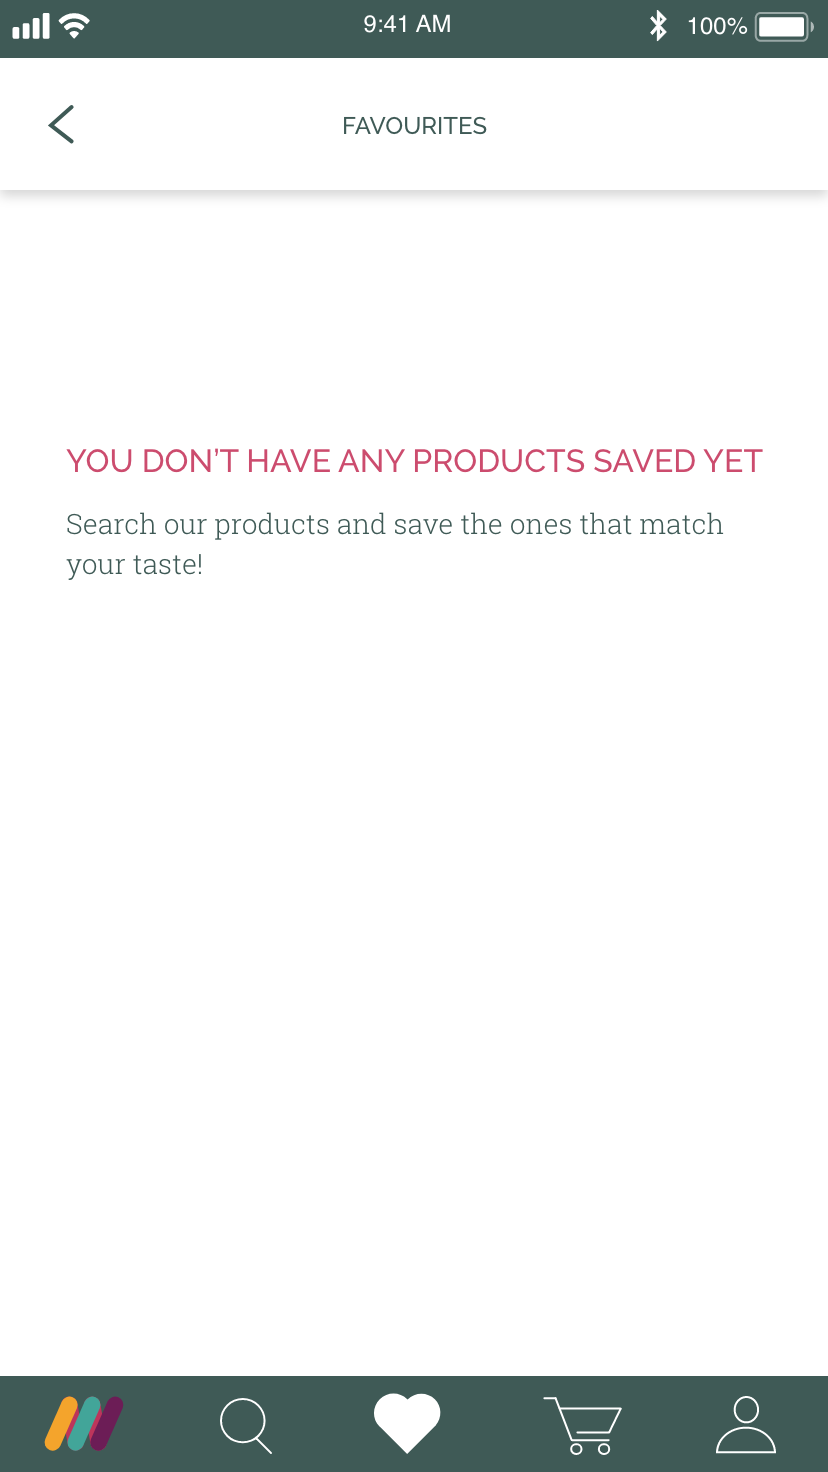 9:41 AM
100%
FAVOURITES
YOU DON’T HAVE ANY PRODUCTS SAVED YET
Search our products and save the ones that match
your taste!